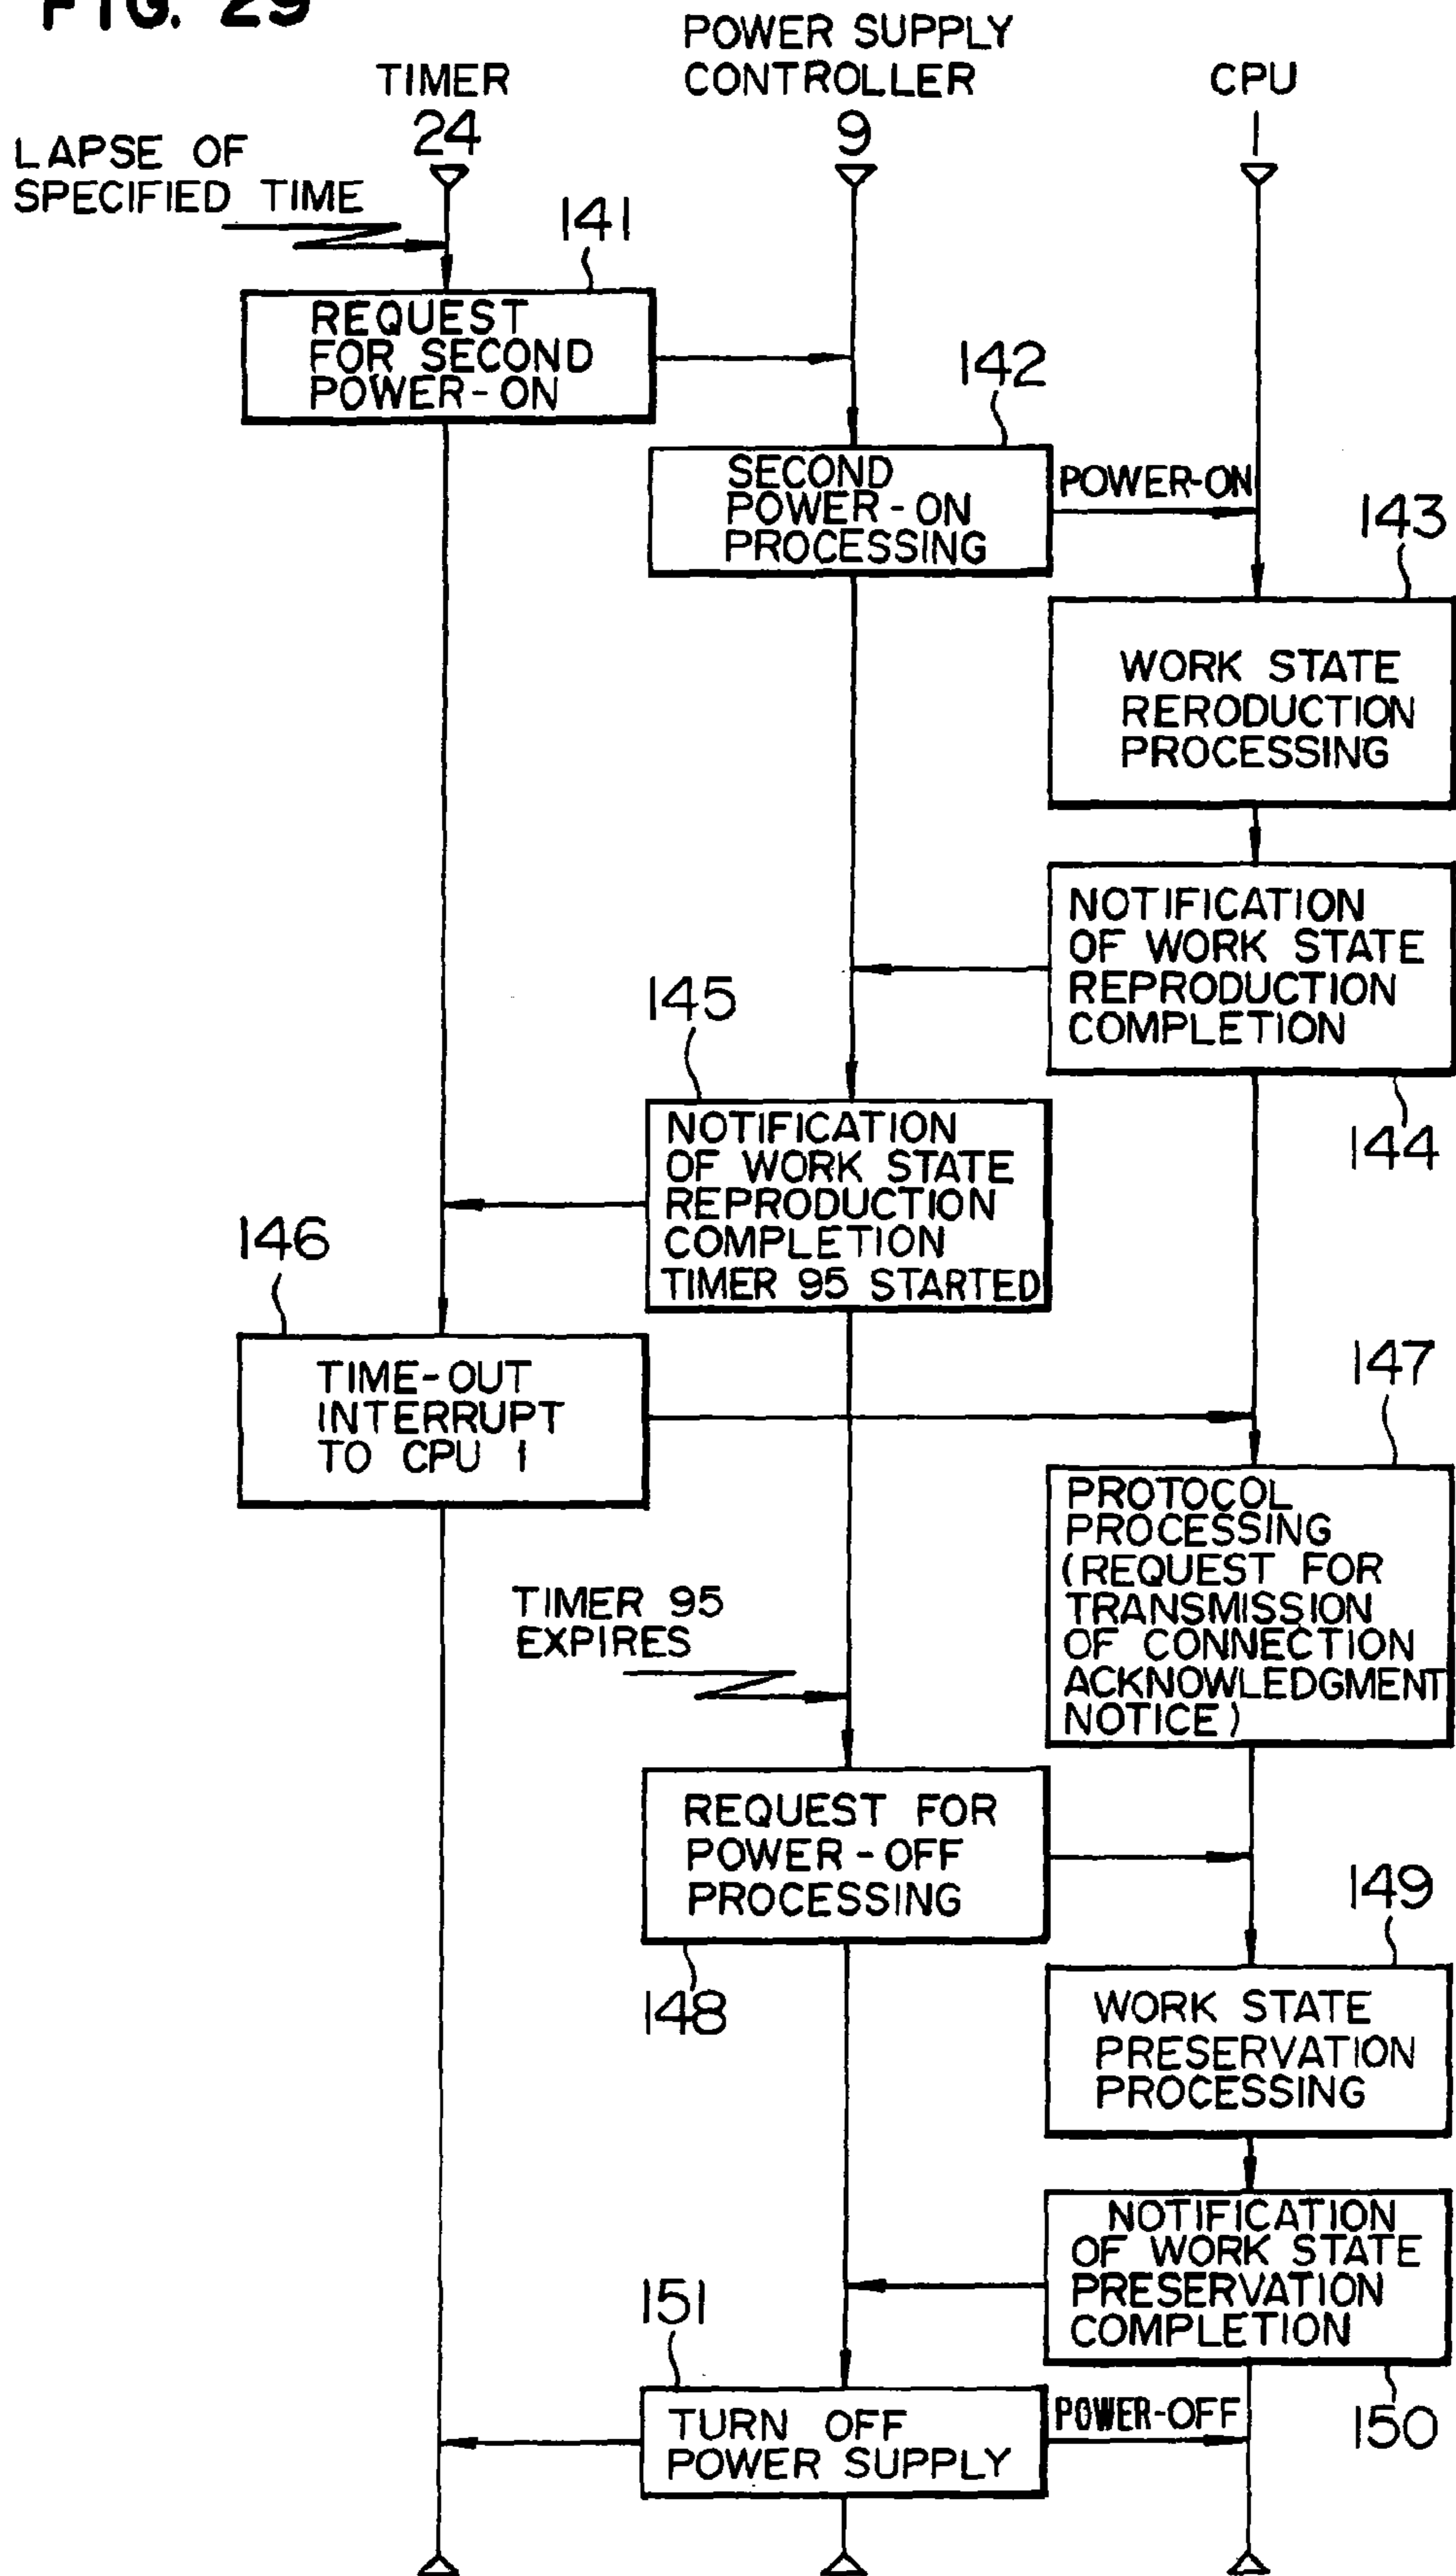 FIG. 29
TIMER
24
POWER SUPPLY
CONTROLLER
9
CPU
1
LAPSE OF
SPECIFIED TIME
141
REQUEST
FOR SECOND
POWER-ON
142
SECOND
POWER-ON
PROCESSING
POWER-ON
143
WORK STATE
RERODUCTION
PROCESSING
NOTIFICATION
OF WORK STATE
REPRODUCTION
COMPLETION
144
145
NOTIFICATION
OF WORK STATE
REPRODUCTION
COMPLETION
TIMER 95 STARTED
146
TIME-OUT
INTERRUPT
TO CPU 1
147
PROTOCOL
PROCESSING
(REQUEST FOR
TRANSMISSION
OF CONNECTION
ACKNOWLEDGMENT
NOTICE)
TIMER 95
EXPIRES
REQUEST FOR
POWER-OFF
PROCESSING
148
149
WORK STATE
PRESERVATION
PROCESSING
NOTIFICATION
OF WORK STATE
PRESERVATION
COMPLETION
150
151
TURN OFF
POWER SUPPLY
POWER-OFF